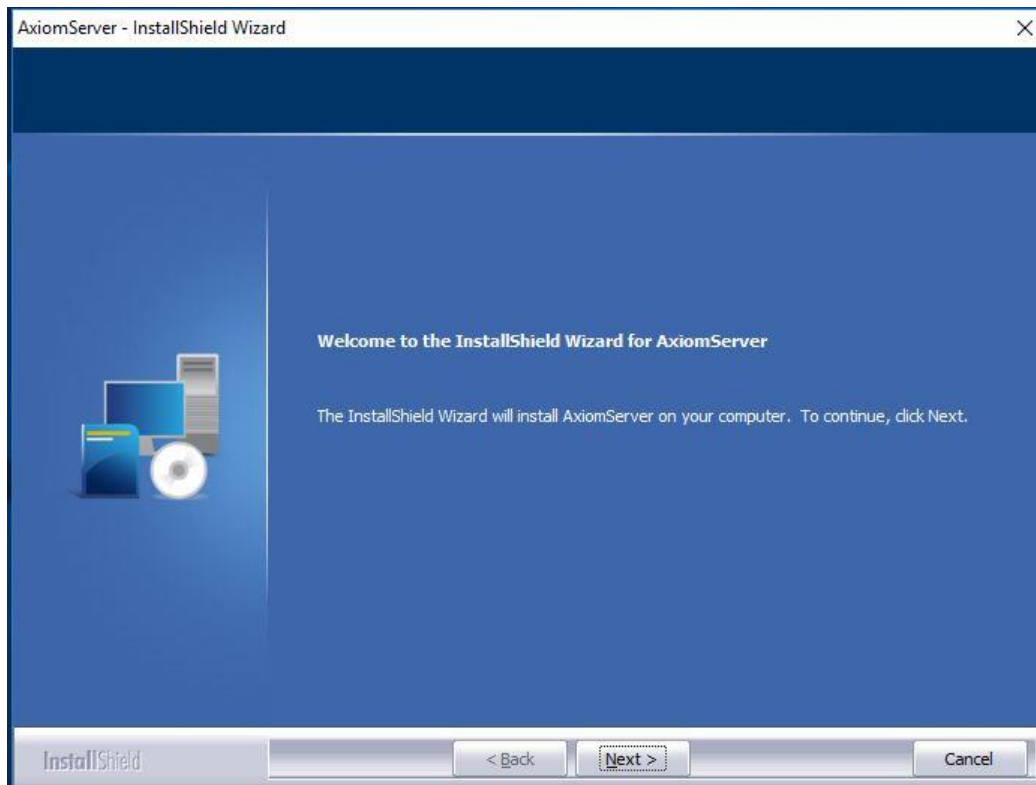 AxiomServer - InstallShield Wizard
Welcome to the InstallShield Wizard for AxiomServer
The InstallShield Wizard will install AxiomServer on your computer. To continue, click Next.
InstallShield
< Back
Next >
Cancel